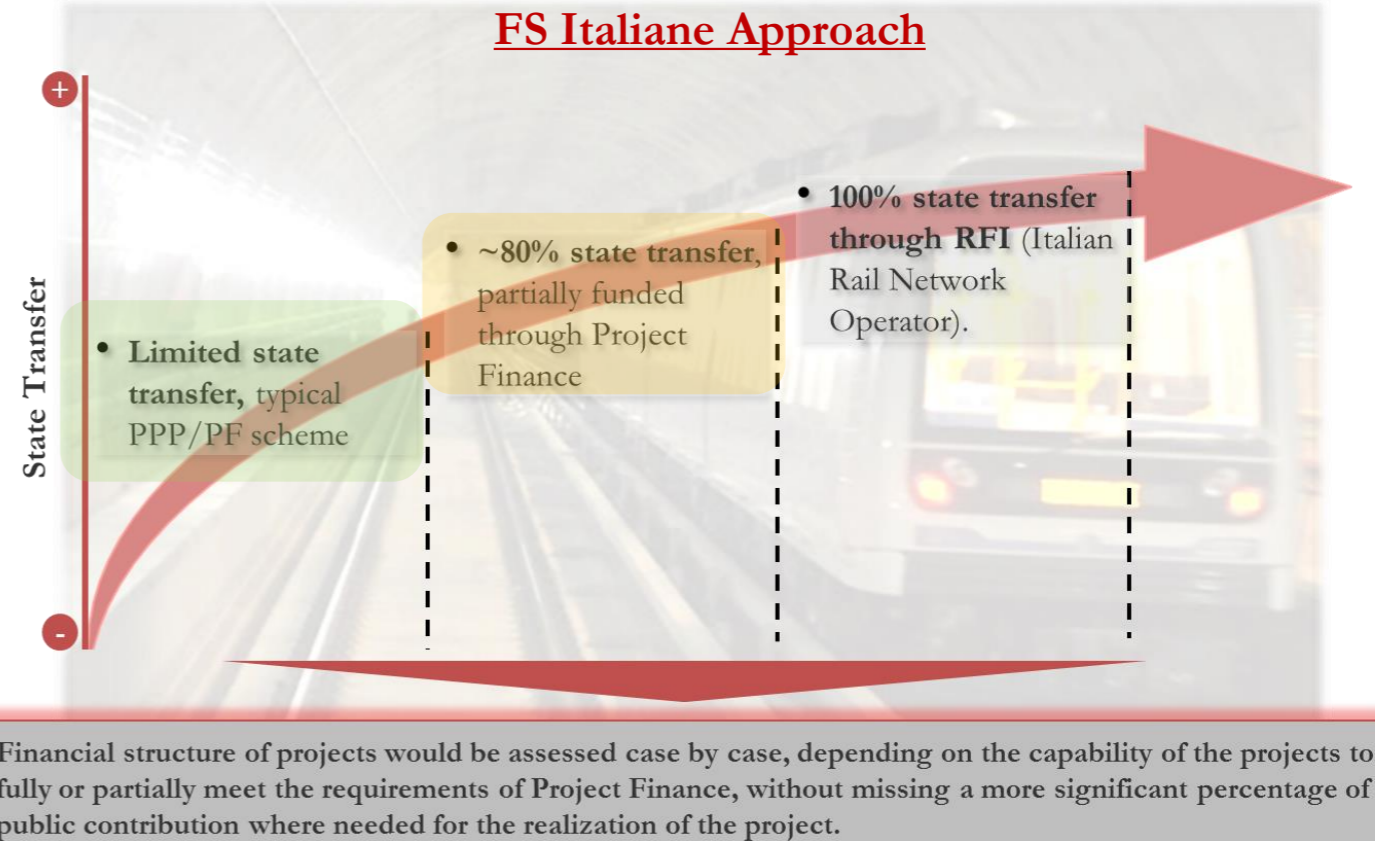 FS Italiane Approach
+
State Transfer
-
• Limited state
transfer, typical
PPP/PF scheme
• ~80% state transfer,
partially funded
through Project
Finance
• 100% state transfer
through RFI (Italian
Rail Network
Operator).
Financial structure of projects would be assessed case by case, depending on the capability of the projects to
fully or partially meet the requirements of Project Finance, without missing a more significant percentage of
public contribution where needed for the realization of the project.